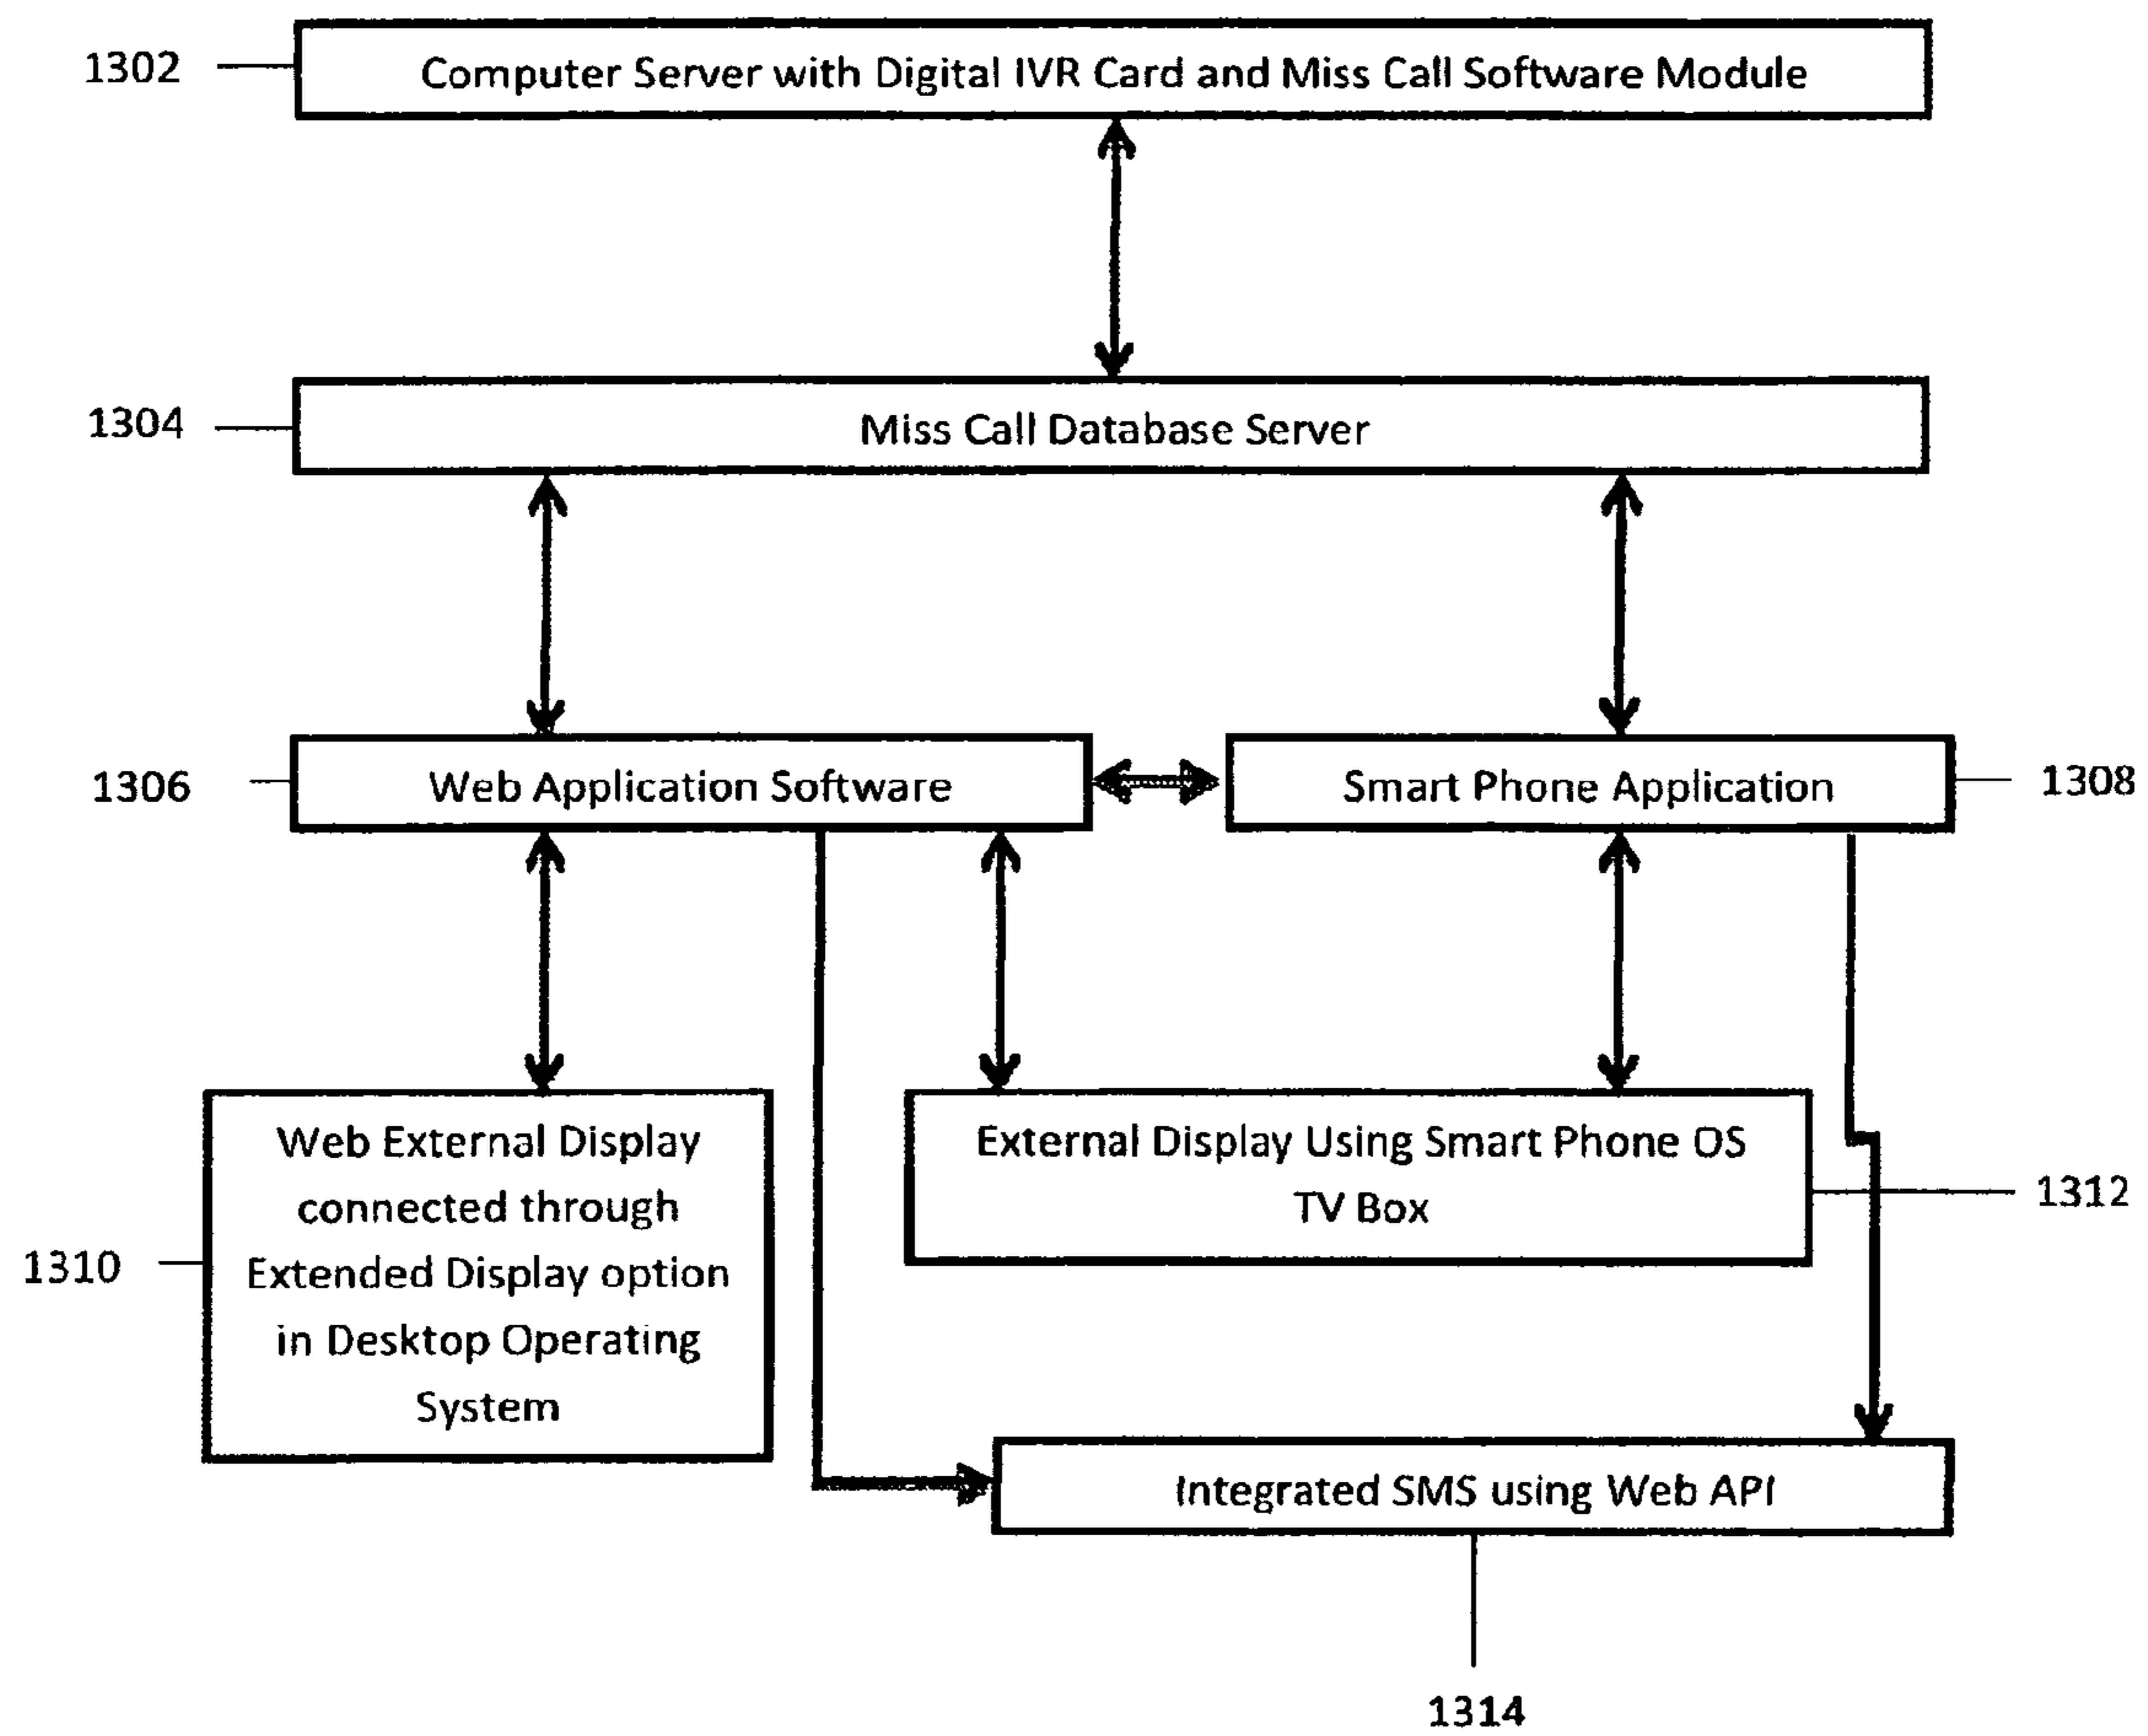 1302
Computer Server with Digital IVR Card and Miss Call Software Module
1304
Miss Call Database Server
1306
Web Application Software
Smart Phone Application
1308
Web External Display
connected through
Extended Display option
in Desktop Operating
System
1310
External Display Using Smart Phone OS
TV Box
1312
Integrated SMS using Web API
1314